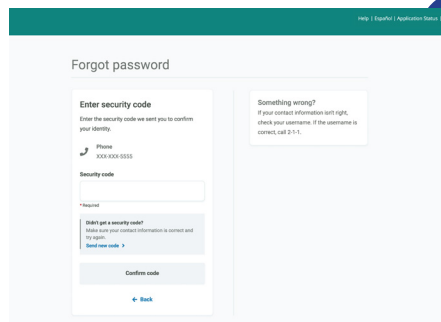 Help | Español | Application Status |
Forgot password
Enter security code
Enter the security code we sent you to confirm
your identity.
Phone
XXX-XXX-5555
Security code
*Required
Didn't get a security code?
Make sure your contact information is correct and
try again.
Send new code >
Confirm code
← Back
Something wrong?
If your contact information isn't right,
check your username. If the username is
correct, call 2-1-1.